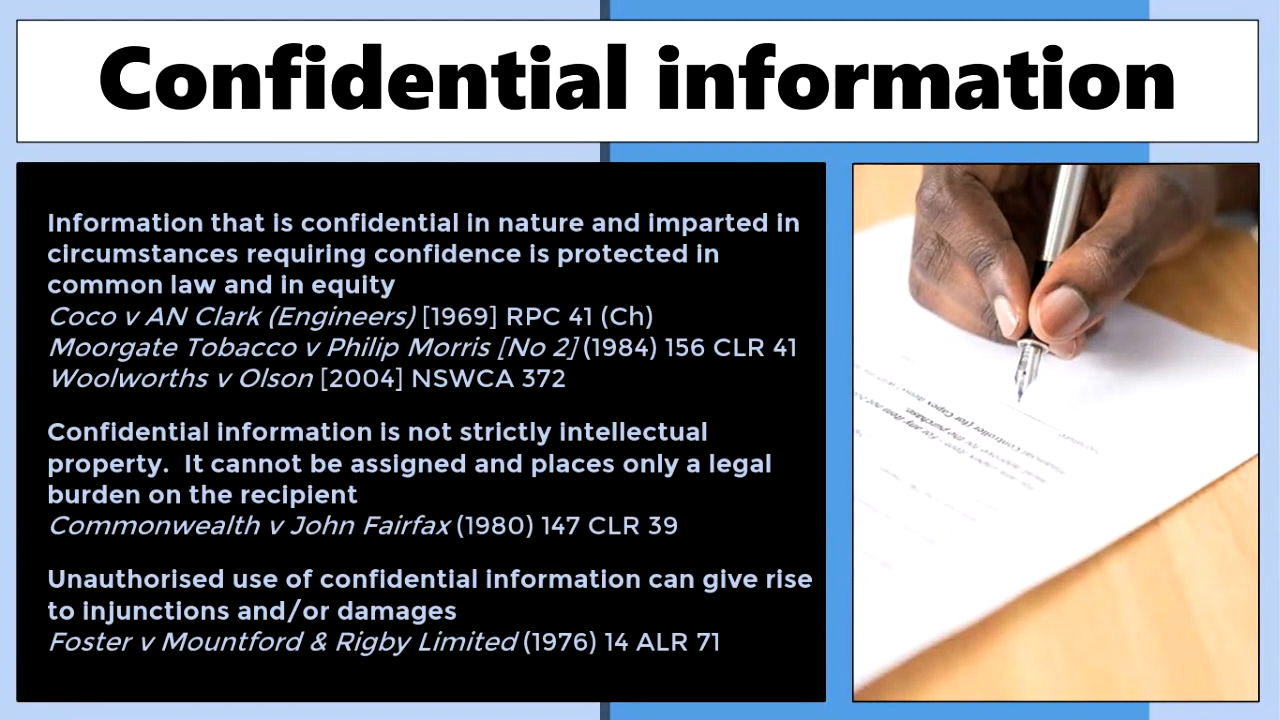 Confidential information
Information that is confidential in nature and imparted in
circumstances requiring confidence is protected in
common law and in equity
Coco v AN Clark (Engineers) [1969] RPC 41 (Ch)
Moorgate Tobacco v Philip Morris [No 2] (1984) 156 CLR 41
Woolworths v Olson [2004] NSWCA 372
Confidential information is not strictly intellectual
property. It cannot be assigned and places only a legal
burden on the recipient
Commonwealth v John Fairfax (1980) 147 CLR 39
Unauthorised use of confidential information can give rise
to injunctions and/or damages
Foster v Mountford & Rigby Limited (1976) 14 ALR 71